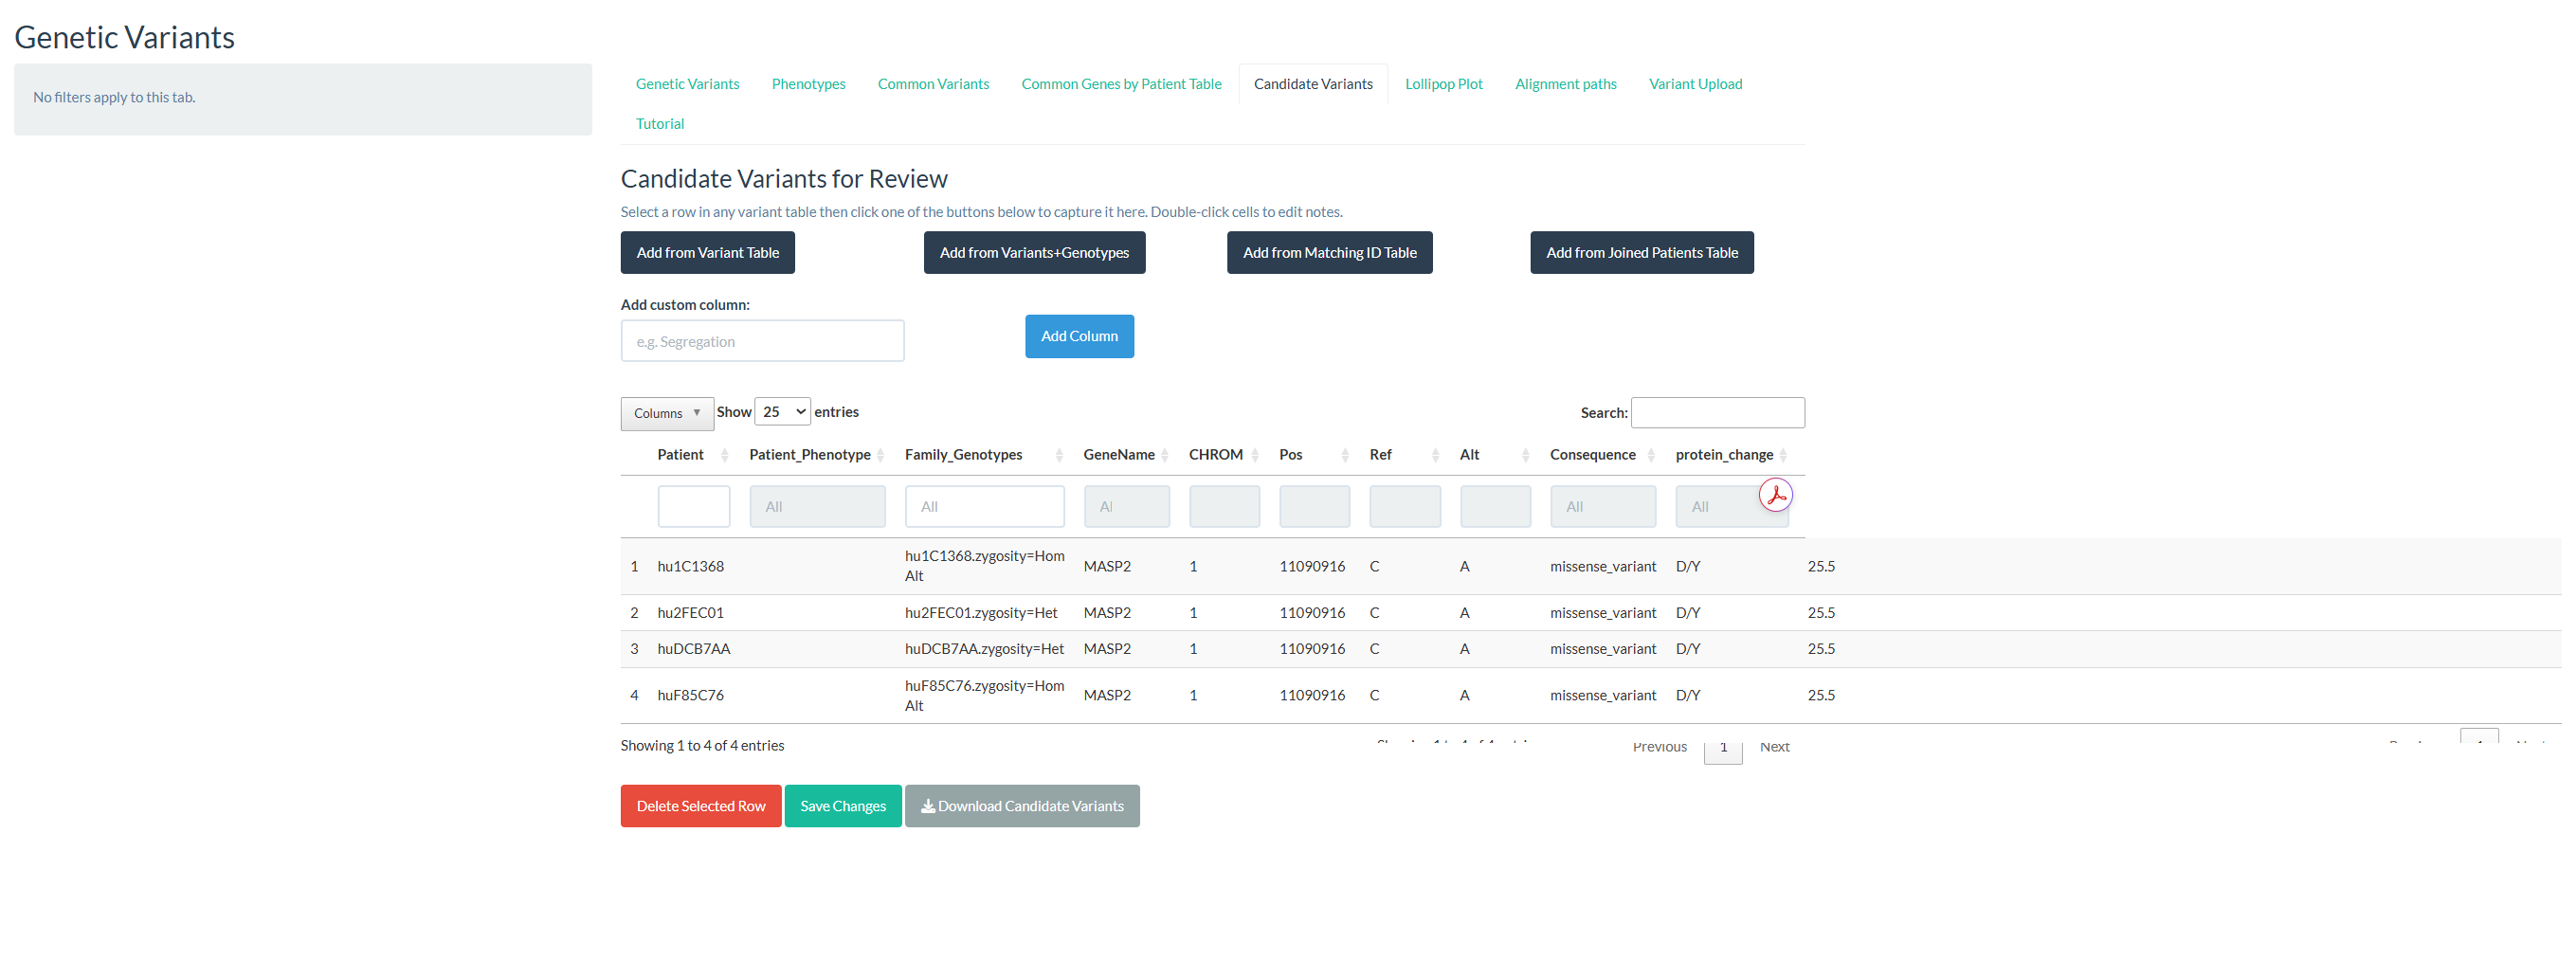 Genetic Variants
No filters apply to this tab.
Genetic Variants Phenotypes Common Variants Common Genes by Patient Table Candidate Variants Lollipop Plot Alignment paths Variant Upload
Tutorial
Candidate Variants for Review
Select a row in any variant table then click one of the buttons below to capture it here. Double-click cells to edit notes.
Add from Variant Table Add from Variants+Genotypes Add from Matching ID Table Add from Joined Patients Table
Add custom column:
e.g. Segregation Add Column
Columns Show 25 entries Search:
Patient Patient_Phenotype Family_Genotypes GeneName CHROM Pos Ref Alt Consequence protein_change
All All Al All All
1 hu1C1368 hu1C1368.zygosity=Hom
Alt MASP2 1 11090916 C A missense_variant D/Y 25.5
2 hu2FEC01 hu2FEC01.zygosity=Het MASP2 1 11090916 C A missense_variant D/Y 25.5
3 huDCB7AA huDCB7AA.zygosity=Het MASP2 1 11090916 C A missense_variant D/Y 25.5
4 huF85C76 huF85C76.zygosity=Hom
Alt MASP2 1 11090916 C A missense_variant D/Y 25.5
Showing 1 to 4 of 4 entries Previous 1 Next
Delete Selected Row Save Changes Download Candidate Variants